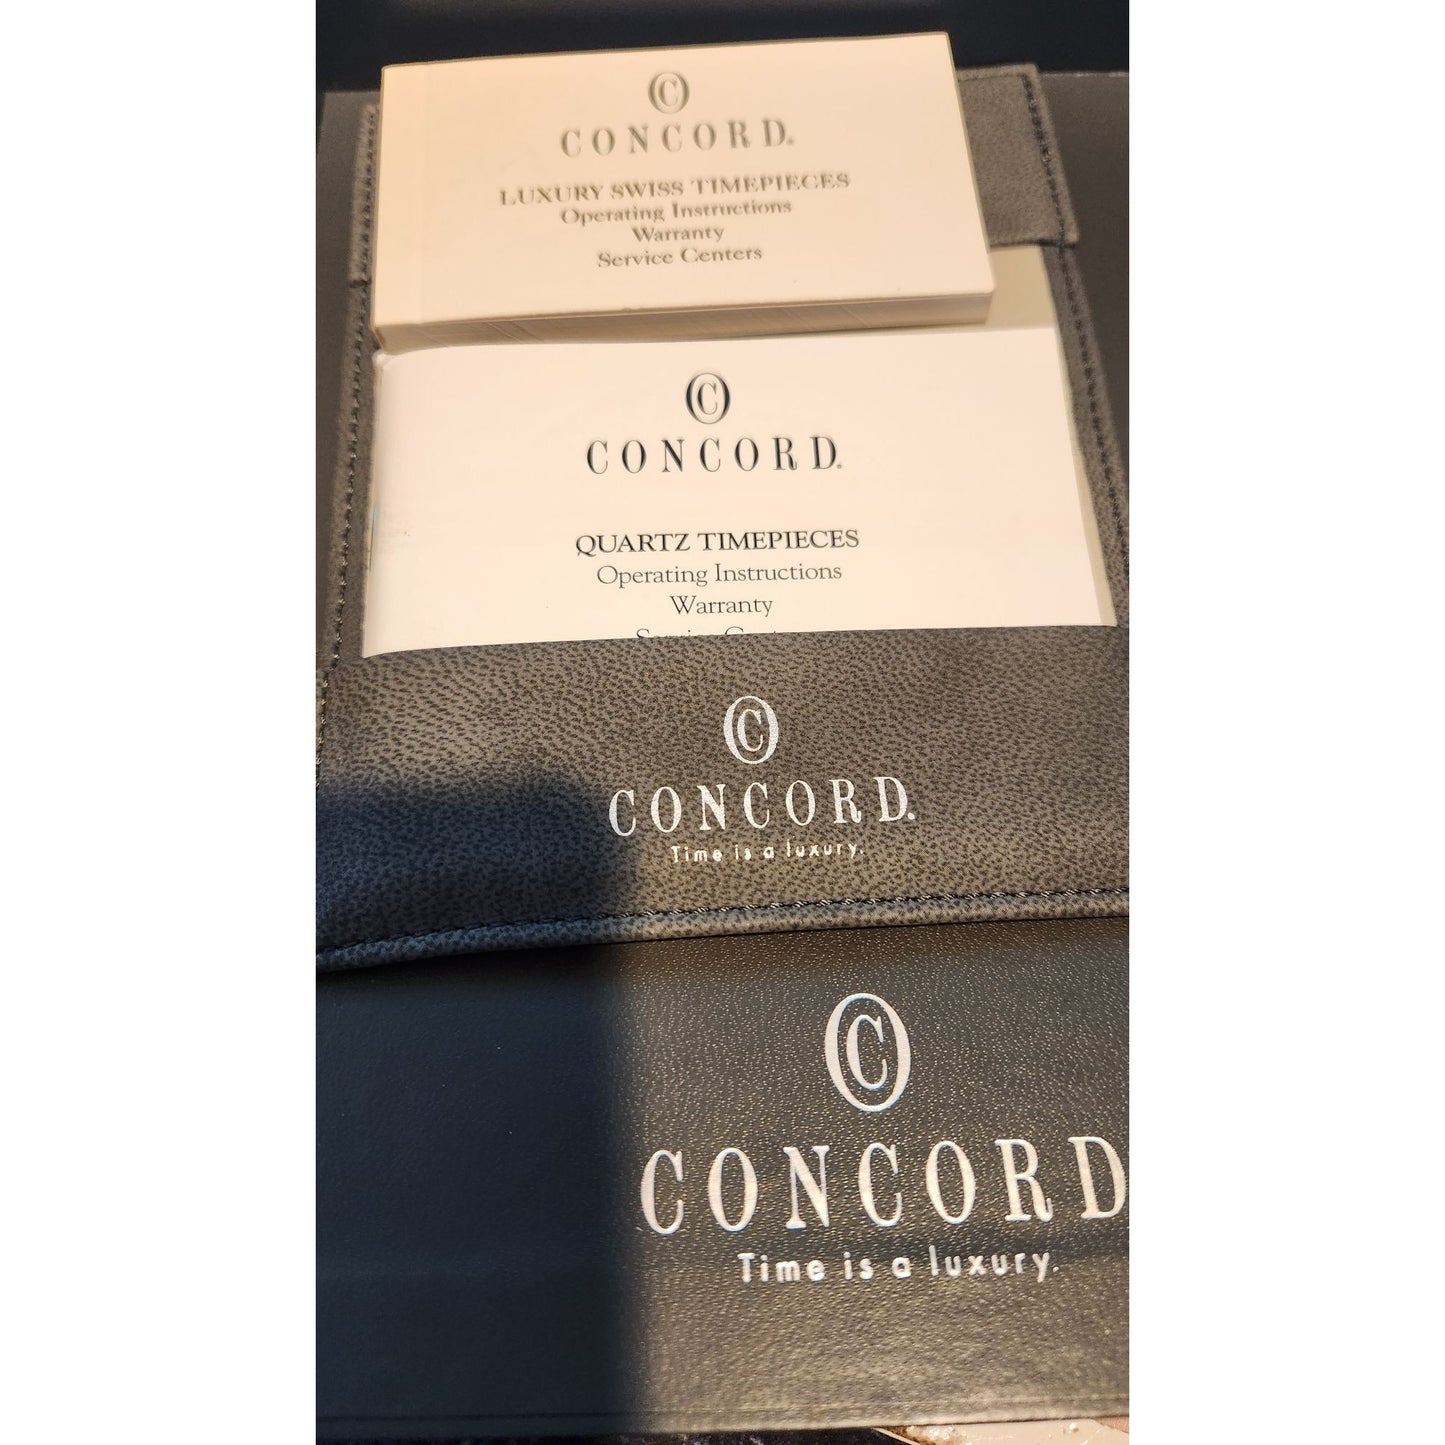 C
CONCORD.
LUXURY SWISS TIMEPIECES
Operating Instructions
Warranty
Service Centers
C
CONCORD.
QUARTZ TIMEPIECES
Operating Instructions
Warranty
C
CONCORD.
Time is a luxury.
C
CONCORD
Time is a luxury.